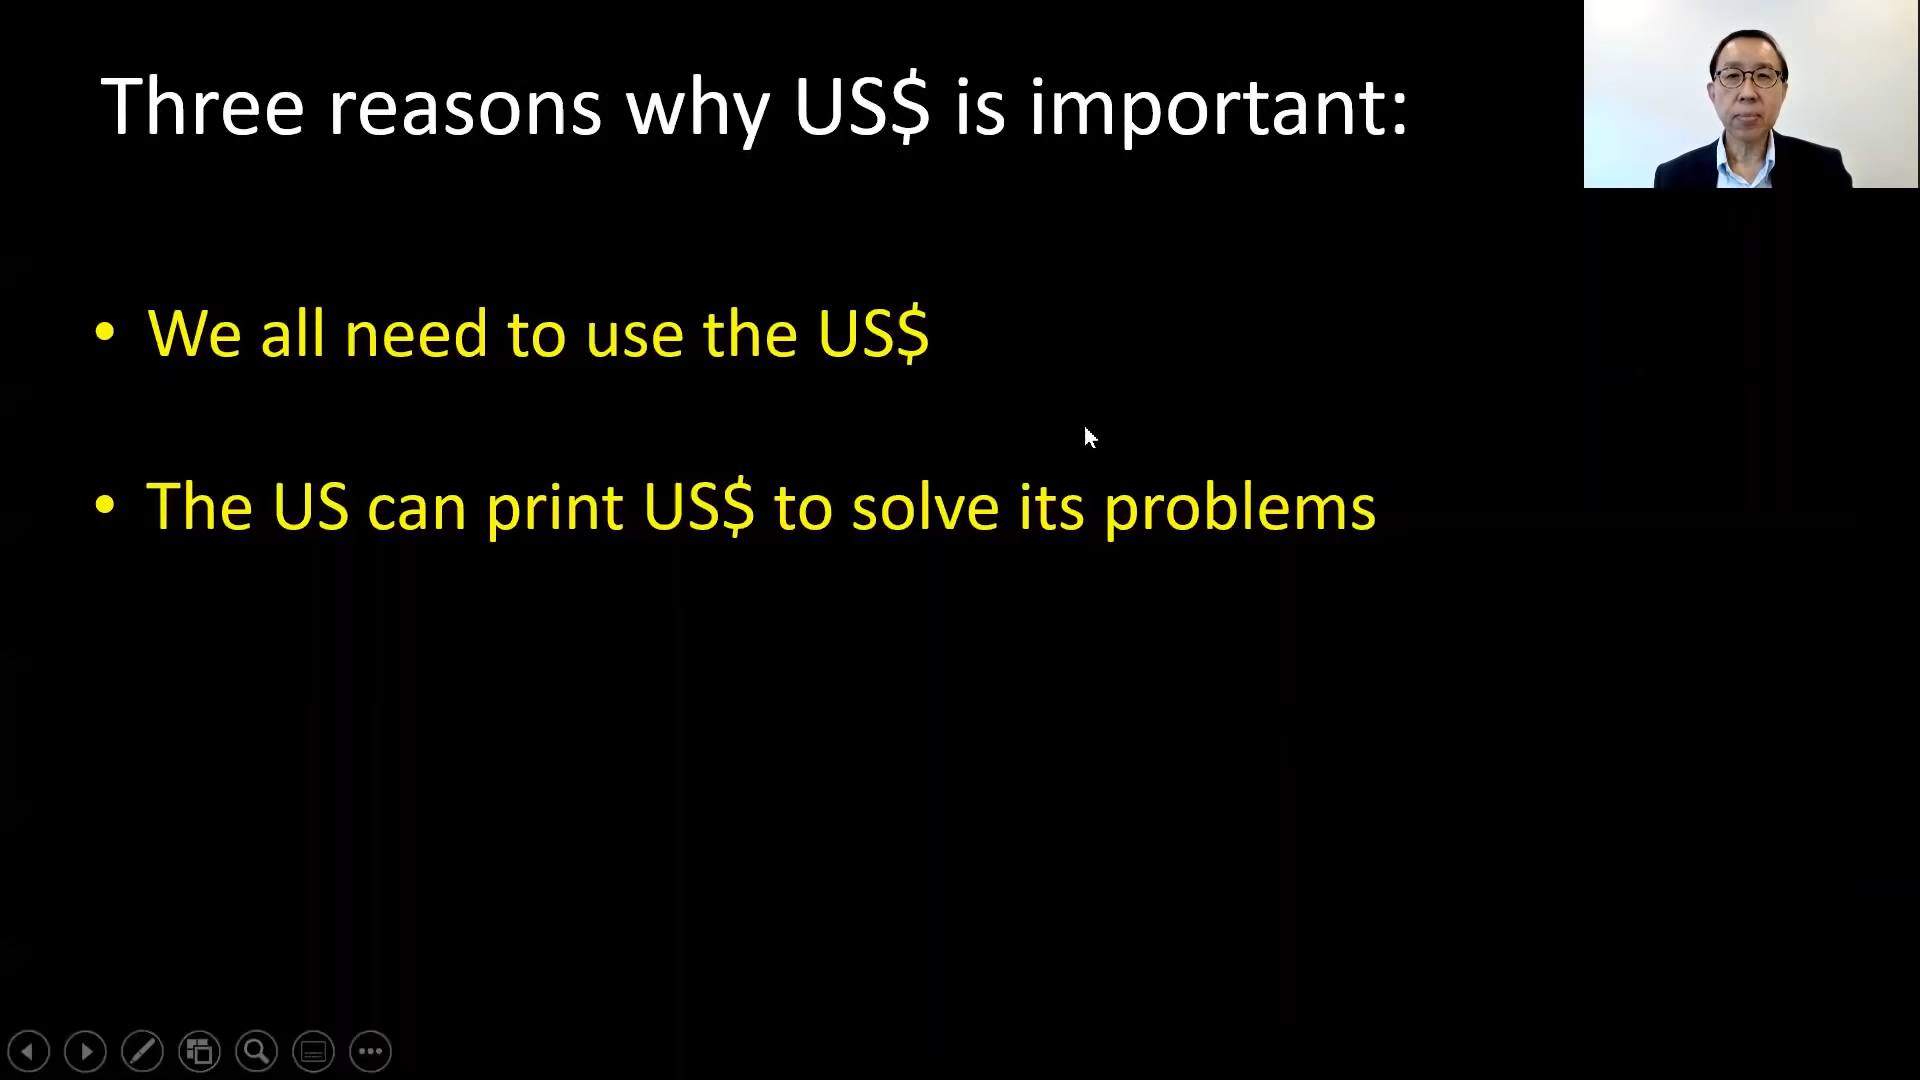 Three reasons why US$ is important:
• We all need to use the US$
• The US can print US$ to solve its problems